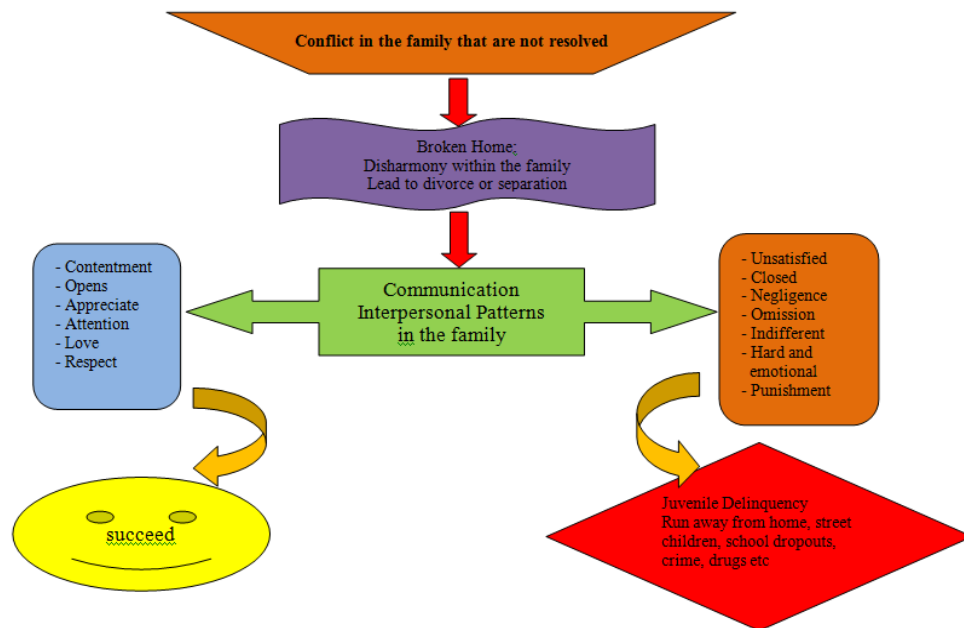 Conflict in the family that are not resolved
Broken Home;
Disharmony within the family
Lead to divorce or separation
- Contentment
- Opens
- Appreciate
- Attention
- Love
- Respect
Communication
Interpersonal Patterns
in the family
- Unsatisfied
- Closed
- Negligence
- Omission
- Indifferent
- Hard and
emotional
- Punishment
succeed
Juvenile Delinquency
Run away from home, street
children, school dropouts,
crime, drugs etc